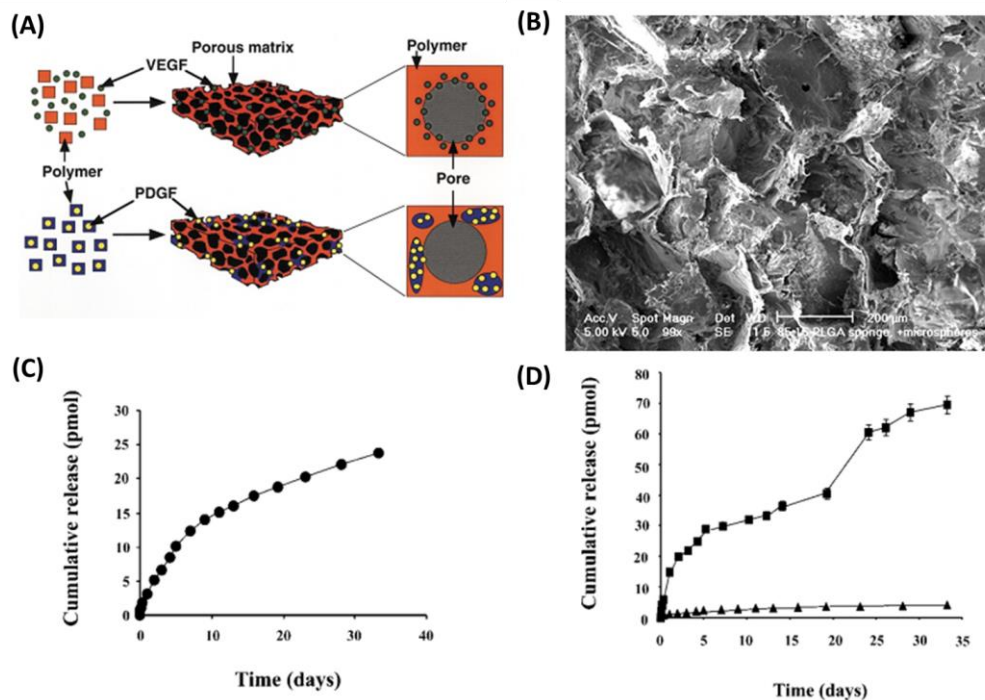 (A)
VEGF
Porous matrix
Polymer
Polymer
PDGF
Pore
(B)
Acc.V Spot Magn Det WD 200 µm
5.00 kV 5.0 99x SE 11.5 85:15 PLGA sponge +microspheres
(C)
Cumulative release (pmol)
30
25
20
15
10
5
0
0 10 20 30 40
Time (days)
(D)
Cumulative release (pmol)
80
70
60
50
40
30
20
10
0
0 5 10 15 20 25 30 35
Time (days)